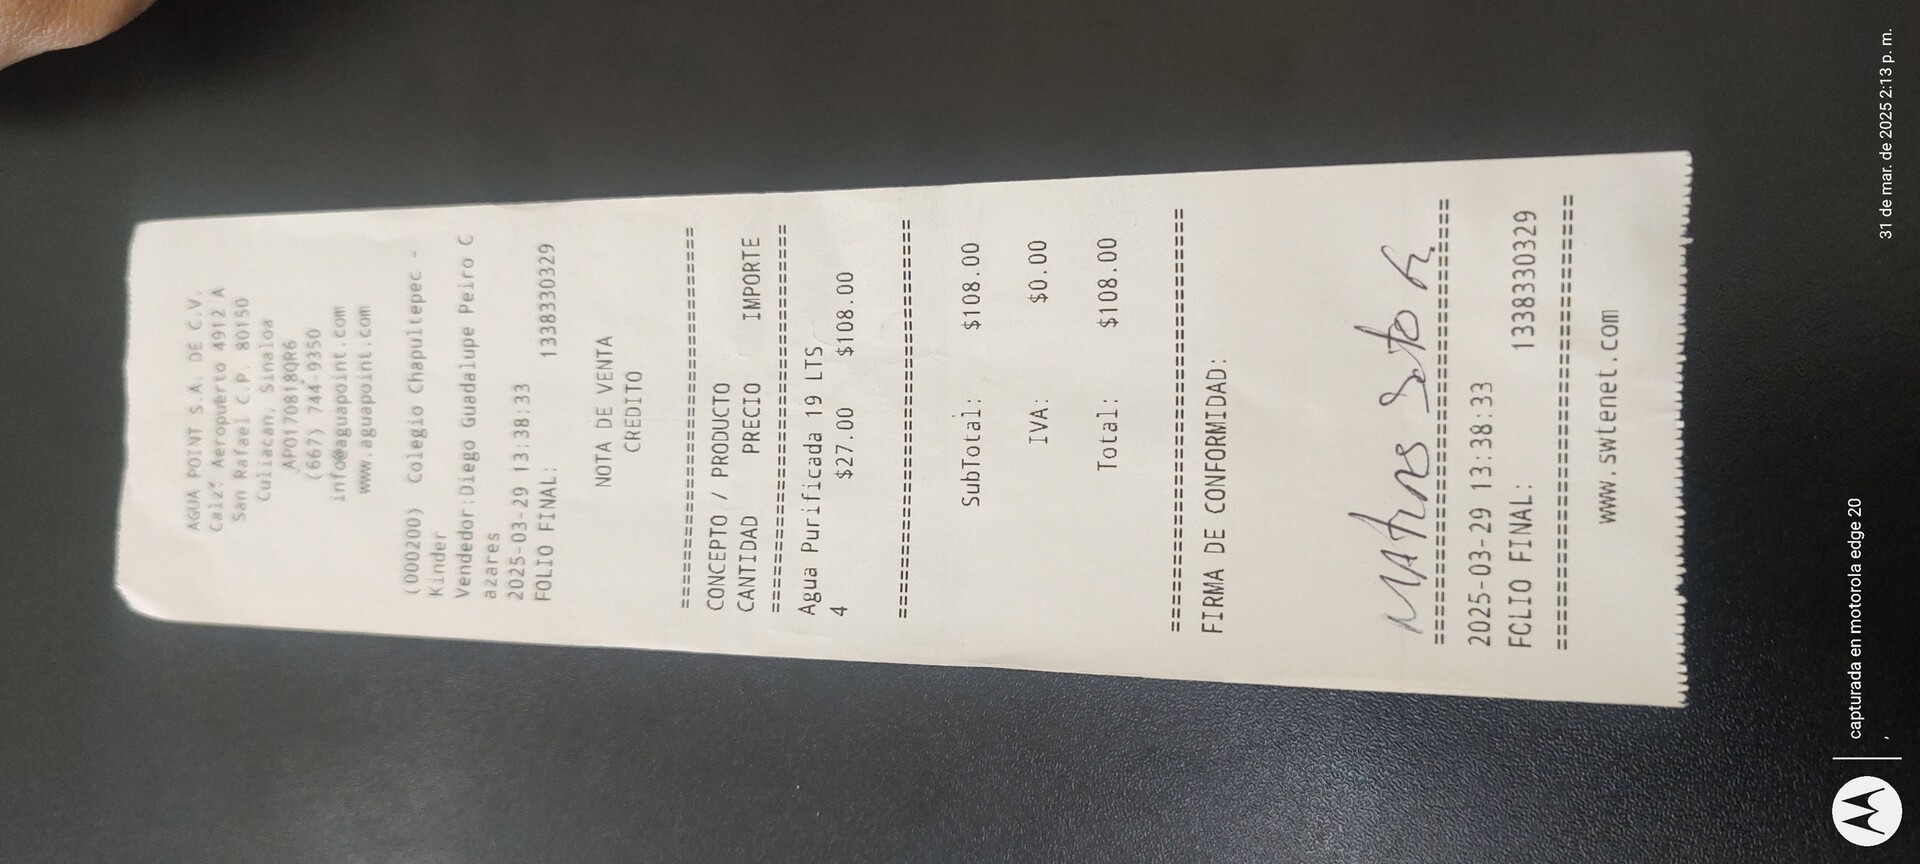 AGUA POINT S.A. DE C.V.
Calz. Aeropuerto 4912 A
San Rafael C.P. 80150
Culiacan, Sinaloa
APO170818QR6
(667) 744-9350
info@aguapoint.com
www.aguapoint.com
(000200) Colegio Chapultepec -
Kinder
Vendedor:Diego Guadalupe Peiro C
azares
2025-03-29 13:38:33
FOLIO FINAL: 1338330329
NOTA DE VENTA
CREDITO
================================
CONCEPTO / PRODUCTO
CANTIDAD PRECIO IMPORTE
================================
Agua Purificada 19 LTS
4 $27.00 $108.00
================================
SubTotal: $108.00
IVA: $0.00
Total: $108.00
================================
FIRMA DE CONFORMIDAD:
Soto
================================
2025-03-29 13:38:33
FOLIO FINAL: 1338330329
================================
www.swtenet.com
capturada en motorola edge 20
,
31 de mar. de 2025 2:13 p. m.